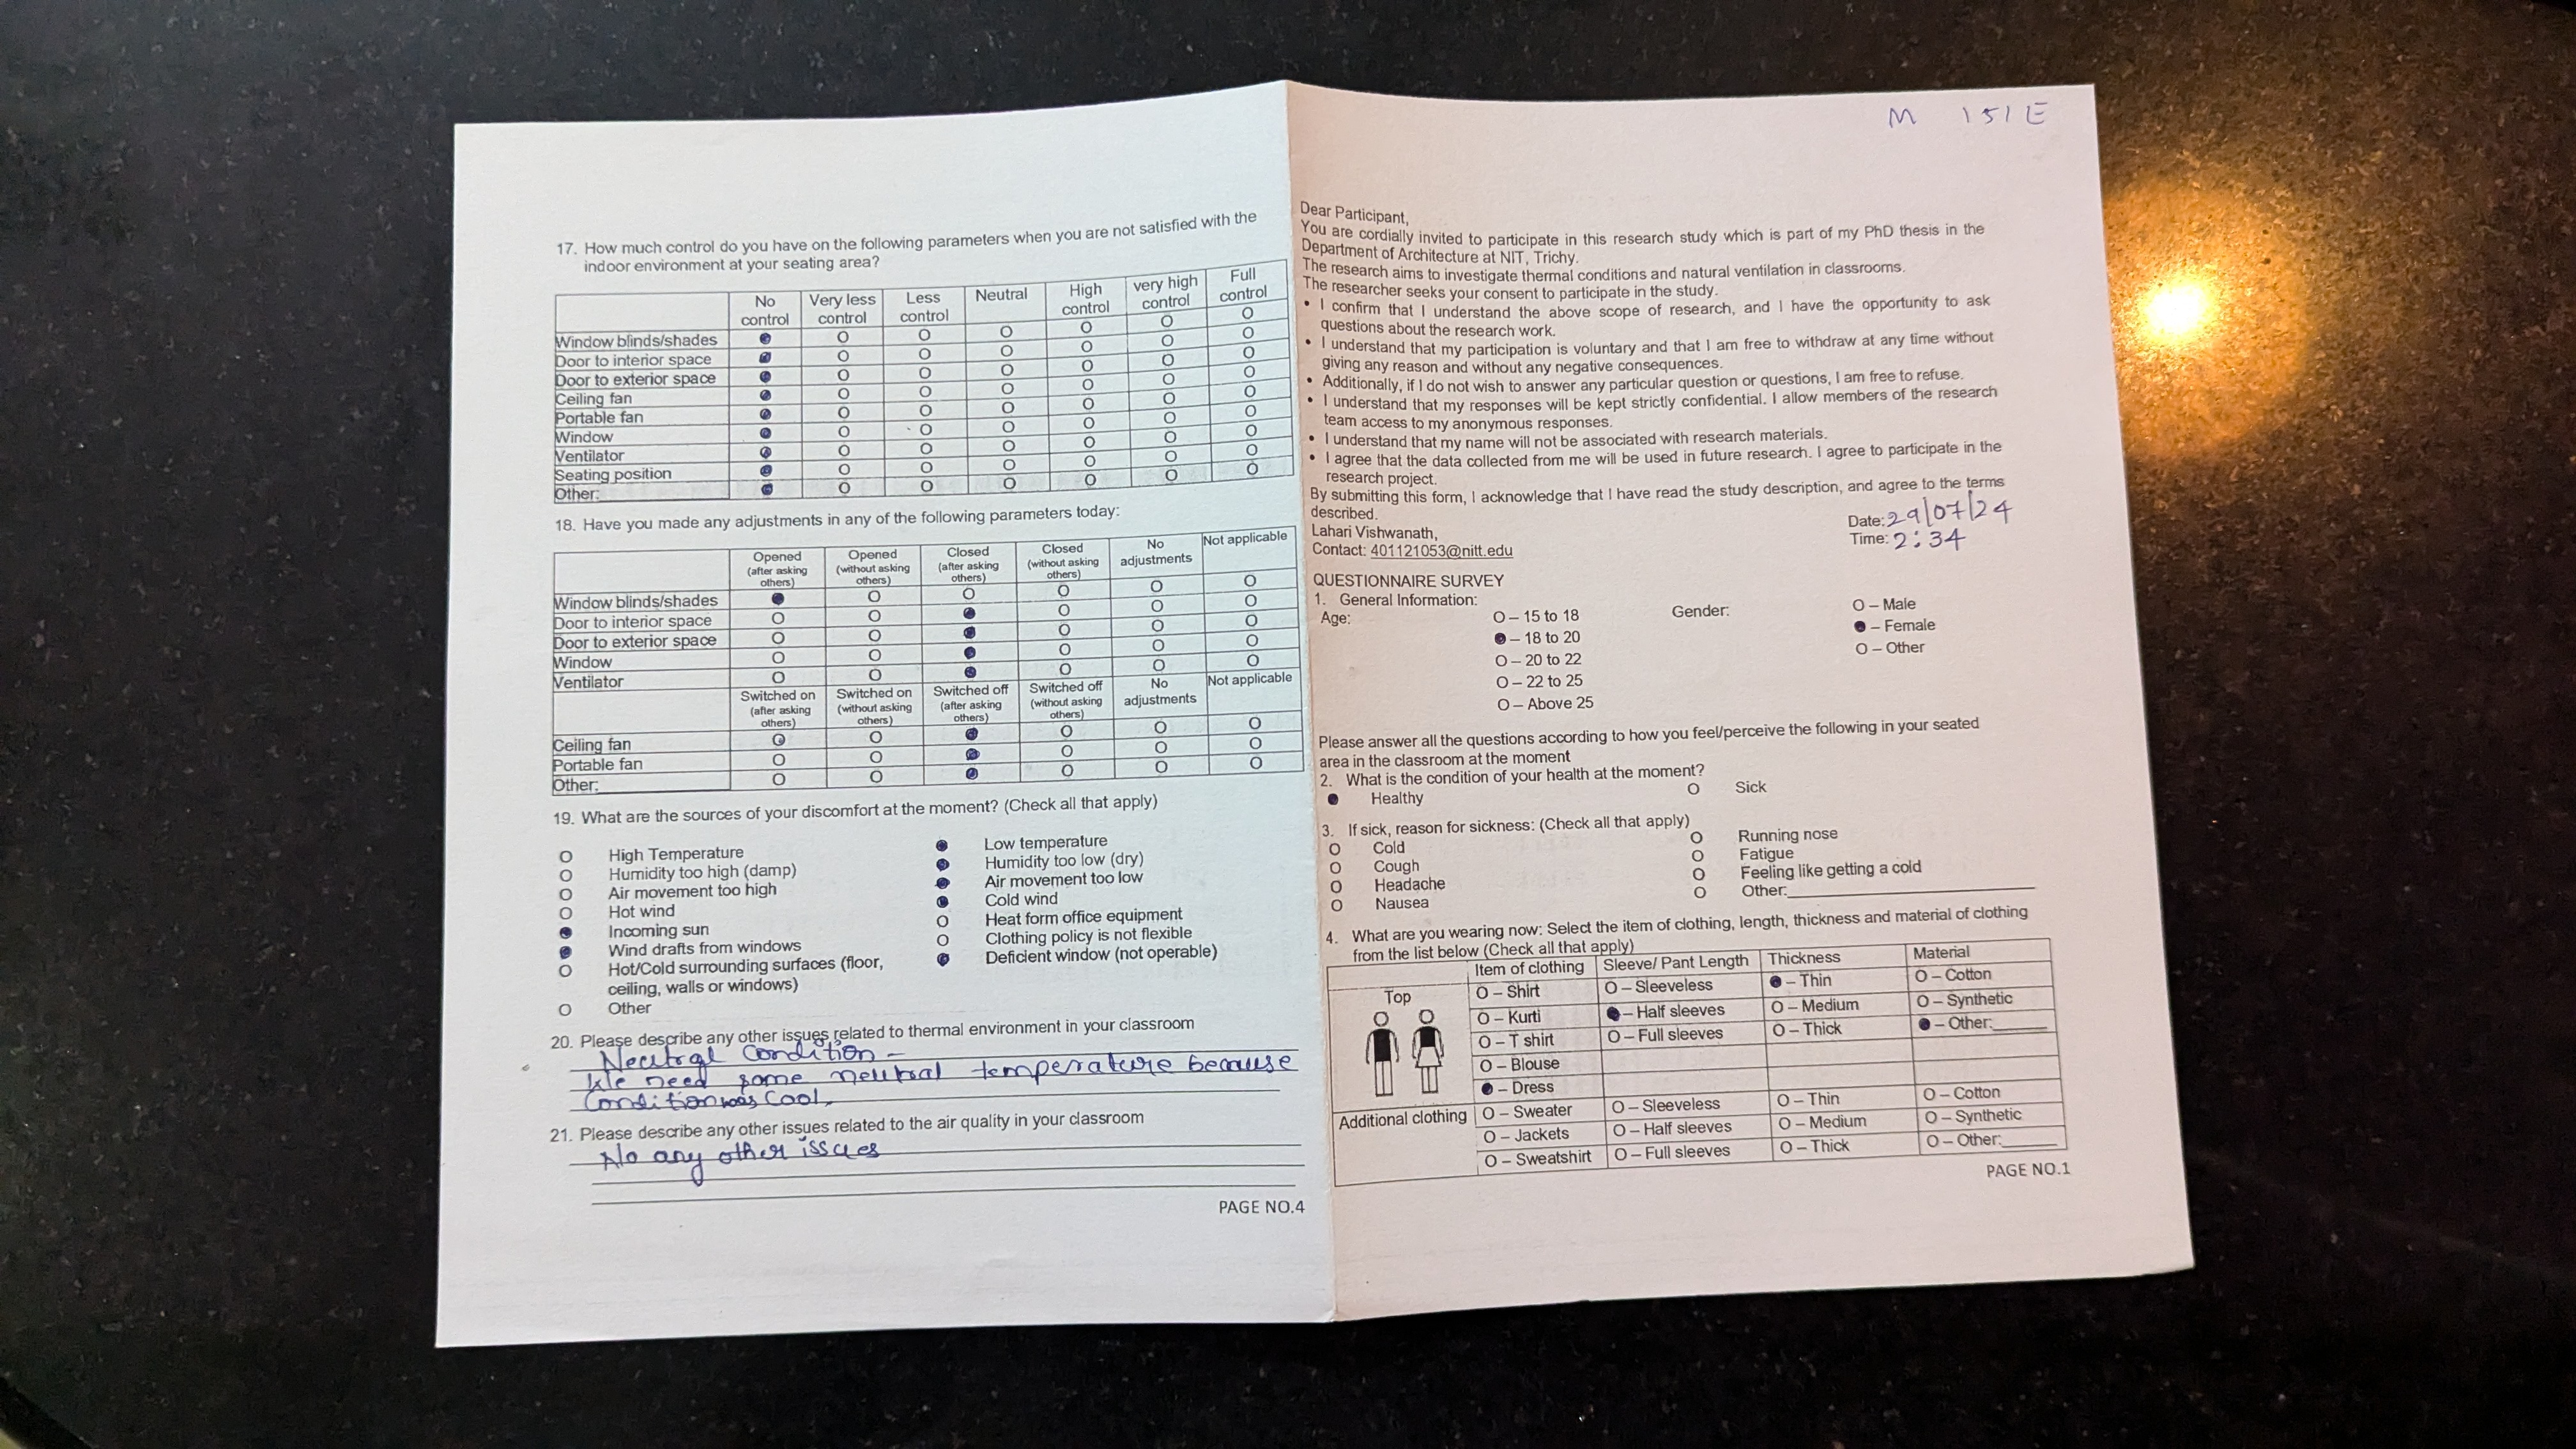 17. How much control do you have on the following parameters when you are not satisfied with the
indoor environment at your seating area?
No control Very less control Less control Neutral High control very high control Full control
Window blinds/shades ● O O O O O O
Door to interior space ● O O O O O O
Door to exterior space ● O O O O O O
Ceiling fan ● O O O O O O
Portable fan ● O O O O O O
Window ● O O O O O O
Ventilator ● O O O O O O
Seating position ● O O O O O O
Other: ● O O O O O O
18. Have you made any adjustments in any of the following parameters today:
Opened (after asking others) Opened (without asking others) Closed (after asking others) Closed (without asking others) No adjustments Not applicable
Window blinds/shades ● O O O O O
Door to interior space O O ● O O O
Door to exterior space O O ● O O O
Window O O ● O O O
Ventilator O O ● O O O
Switched on (after asking others) Switched on (without asking others) Switched off (after asking others) Switched off (without asking others) No adjustments Not applicable
Ceiling fan O O ● O O O
Portable fan O O ● O O O
Other: O O ● O O O
19. What are the sources of your discomfort at the moment? (Check all that apply)
O High Temperature
O Humidity too high (damp)
O Air movement too high
O Hot wind
● Incoming sun
● Wind drafts from windows
O Hot/Cold surrounding surfaces (floor,
ceiling, walls or windows)
O Other
● Low temperature
● Humidity too low (dry)
● Air movement too low
● Cold wind
O Heat form office equipment
O Clothing policy is not flexible
● Deficient window (not operable)
20. Please describe any other issues related to thermal environment in your classroom
Neutral Condition -
We need some neutral temperature because
Condition was Cool.
21. Please describe any other issues related to the air quality in your classroom
No any other issues
PAGE NO.4
M 151E
Dear Participant,
You are cordially invited to participate in this research study which is part of my PhD thesis in the
Department of Architecture at NIT, Trichy.
The research aims to investigate thermal conditions and natural ventilation in classrooms.
The researcher seeks your consent to participate in the study.
• I confirm that I understand the above scope of research, and I have the opportunity to ask
questions about the research work.
• I understand that my participation is voluntary and that I am free to withdraw at any time without
giving any reason and without any negative consequences.
• Additionally, if I do not wish to answer any particular question or questions, I am free to refuse.
• I understand that my responses will be kept strictly confidential. I allow members of the research
team access to my anonymous responses.
• I understand that my name will not be associated with research materials.
• I agree that the data collected from me will be used in future research. I agree to participate in the
research project.
By submitting this form, I acknowledge that I have read the study description, and agree to the terms
described.
Lahari Vishwanath,
Contact: 401121053@nitt.edu
Date: 29/07/24
Time: 2:34
QUESTIONNAIRE SURVEY
1. General Information:
Age:
O – 15 to 18
● – 18 to 20
O – 20 to 22
O – 22 to 25
O – Above 25
Gender:
O – Male
● – Female
O – Other
Please answer all the questions according to how you feel/perceive the following in your seated
area in the classroom at the moment
2. What is the condition of your health at the moment?
● Healthy O Sick
3. If sick, reason for sickness: (Check all that apply)
O Cold O Running nose
O Cough O Fatigue
O Headache O Feeling like getting a cold
O Nausea O Other:
4. What are you wearing now: Select the item of clothing, length, thickness and material of clothing
from the list below (Check all that apply)
Item of clothing Sleeve/ Pant Length Thickness Material
Top
O – Shirt O – Sleeveless ● – Thin O – Cotton
O – Kurti ● – Half sleeves O – Medium O – Synthetic
O – T shirt O – Full sleeves O – Thick ● – Other:
O – Blouse
● – Dress
Additional clothing
O – Sweater O – Sleeveless O – Thin O – Cotton
O – Jackets O – Half sleeves O – Medium O – Synthetic
O – Sweatshirt O – Full sleeves O – Thick O – Other:
PAGE NO.1